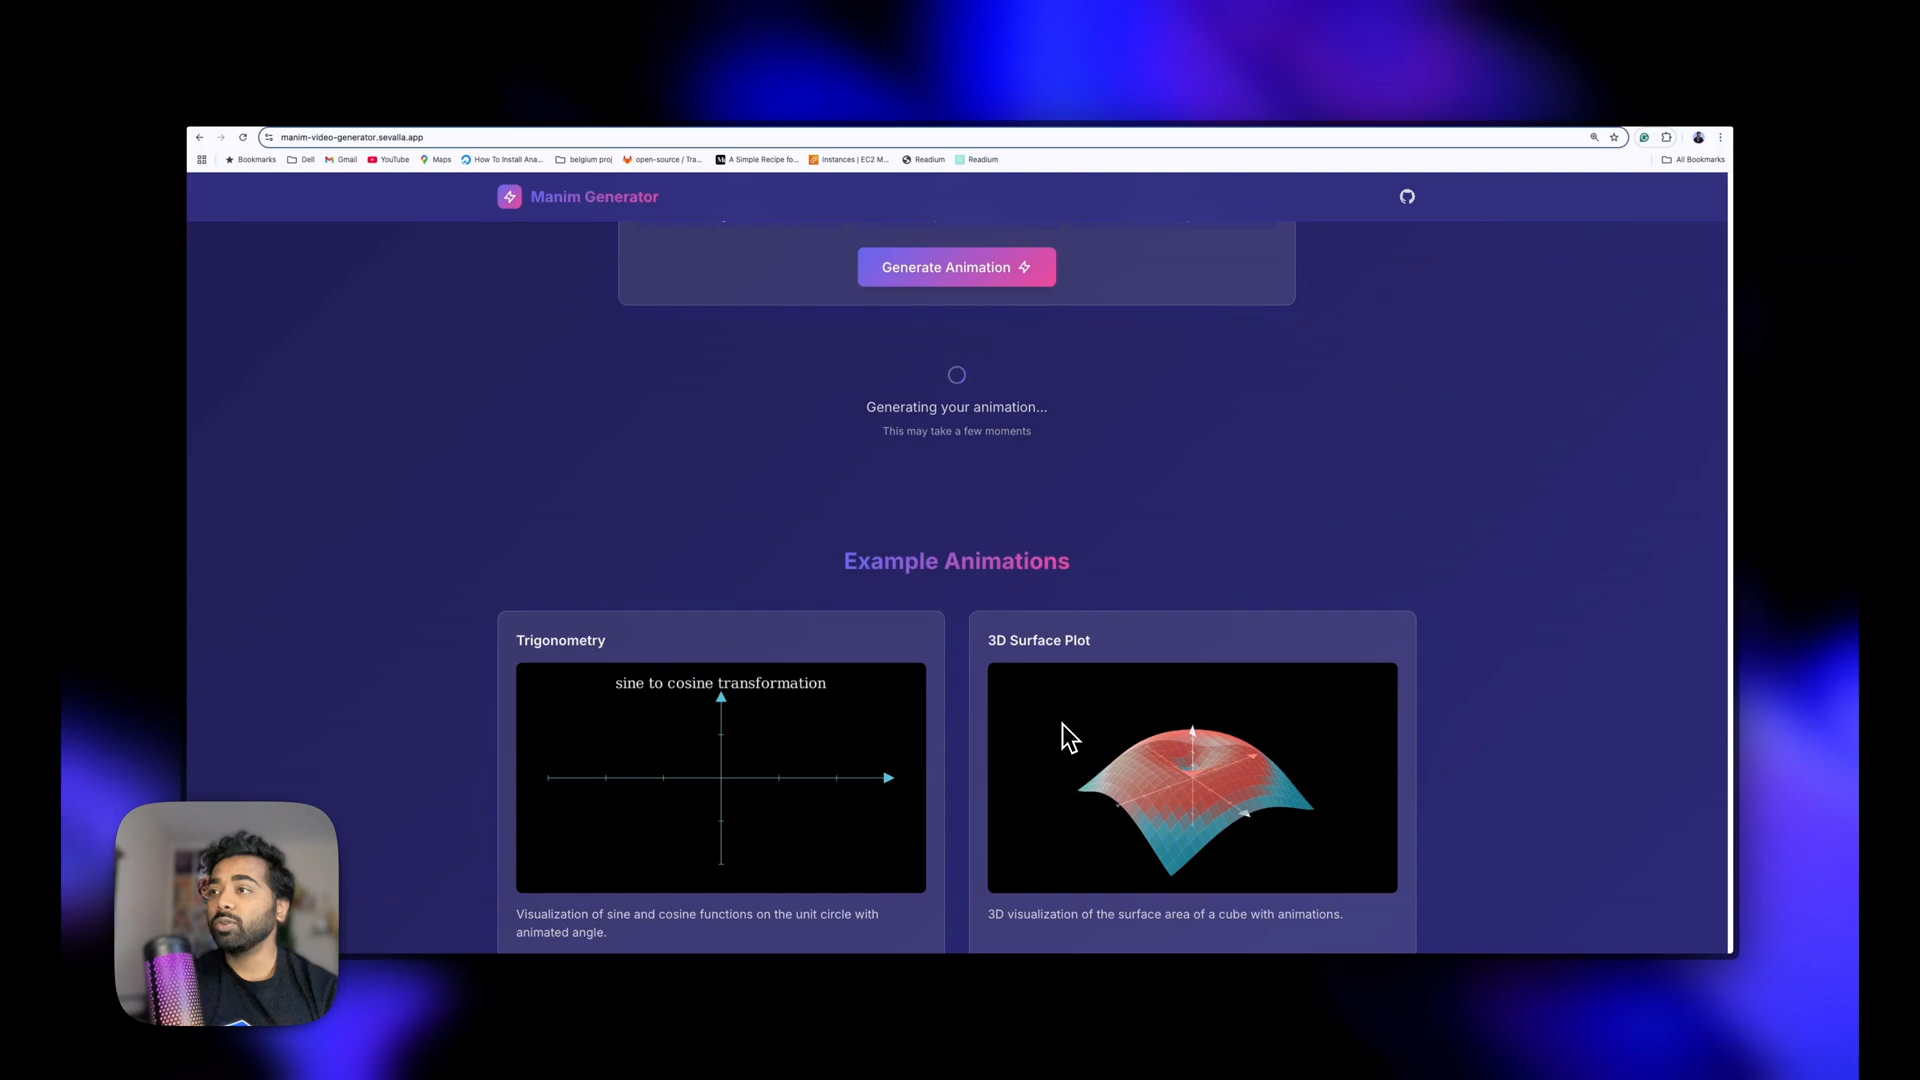 manim-video-generator.sevalla.app
Bookmarks Dell Gmail YouTube Maps How To Install Ana... belgium proj open-source / Tra... A Simple Recipe fo... Instances | EC2 M... Readium Readium All Bookmarks
Manim Generator
Generate Animation
Generating your animation...
This may take a few moments
Example Animations
Trigonometry
sine to cosine transformation
Visualization of sine and cosine functions on the unit circle with
animated angle.
3D Surface Plot
3D visualization of the surface area of a cube with animations.